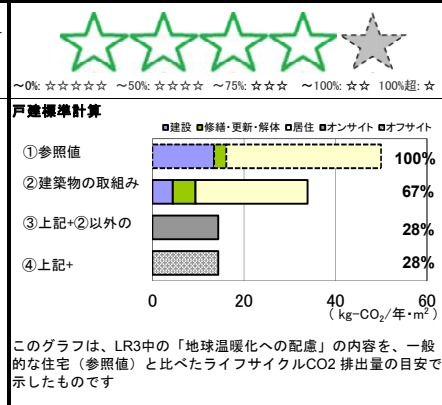 ~0%: ☆☆☆☆☆ ~50%: ☆☆☆☆ ~75%: ☆☆☆ ~100%: ☆☆ 100%超: ☆
戸建標準計算
■建設 ■修繕・更新・解体 □居住 ■オンサイト ■オフサイト
①参照値 100%
②建築物の取組み 67%
③上記+②以外の 28%
④上記+ 28%
0 20 40 60
( kg-CO₂/年・m² )
このグラフは、LR3中の「地球温暖化への配慮」の内容を、一般
的な住宅（参照値）と比べたライフサイクルCO2 排出量の目安で
示したものです